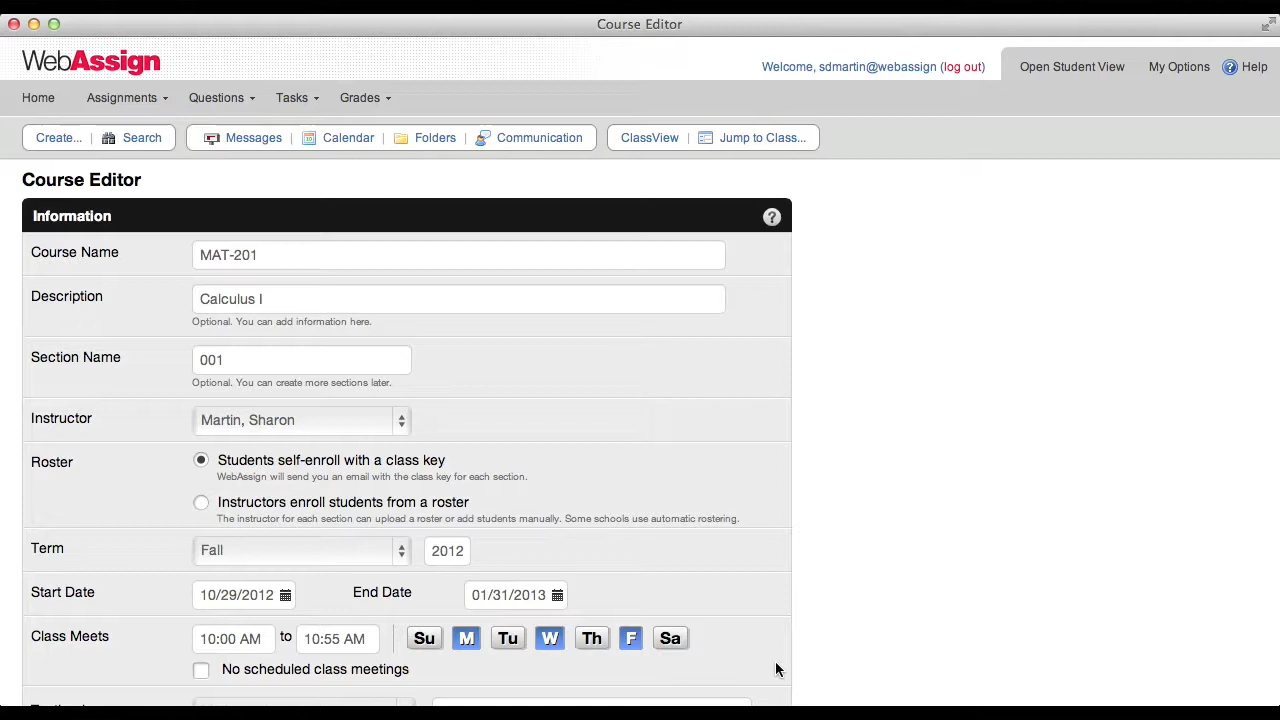 Course Editor
WebAssign
Welcome, sdmartin@webassign (log out) Open Student View My Options ? Help
Home Assignments Questions Tasks Grades
Create... Search Messages Calendar Folders Communication ClassView Jump to Class...
Course Editor
Information ?
Course Name MAT-201
Description Calculus I
Optional. You can add information here.
Section Name 001
Optional. You can create more sections later.
Instructor Martin, Sharon
Roster Students self-enroll with a class key
WebAssign will send you an email with the class key for each section.
Instructors enroll students from a roster
The instructor for each section can upload a roster or add students manually. Some schools use automatic rostering.
Term Fall 2012
Start Date 10/29/2012 End Date 01/31/2013
Class Meets 10:00 AM to 10:55 AM Su M Tu W Th F Sa
No scheduled class meetings